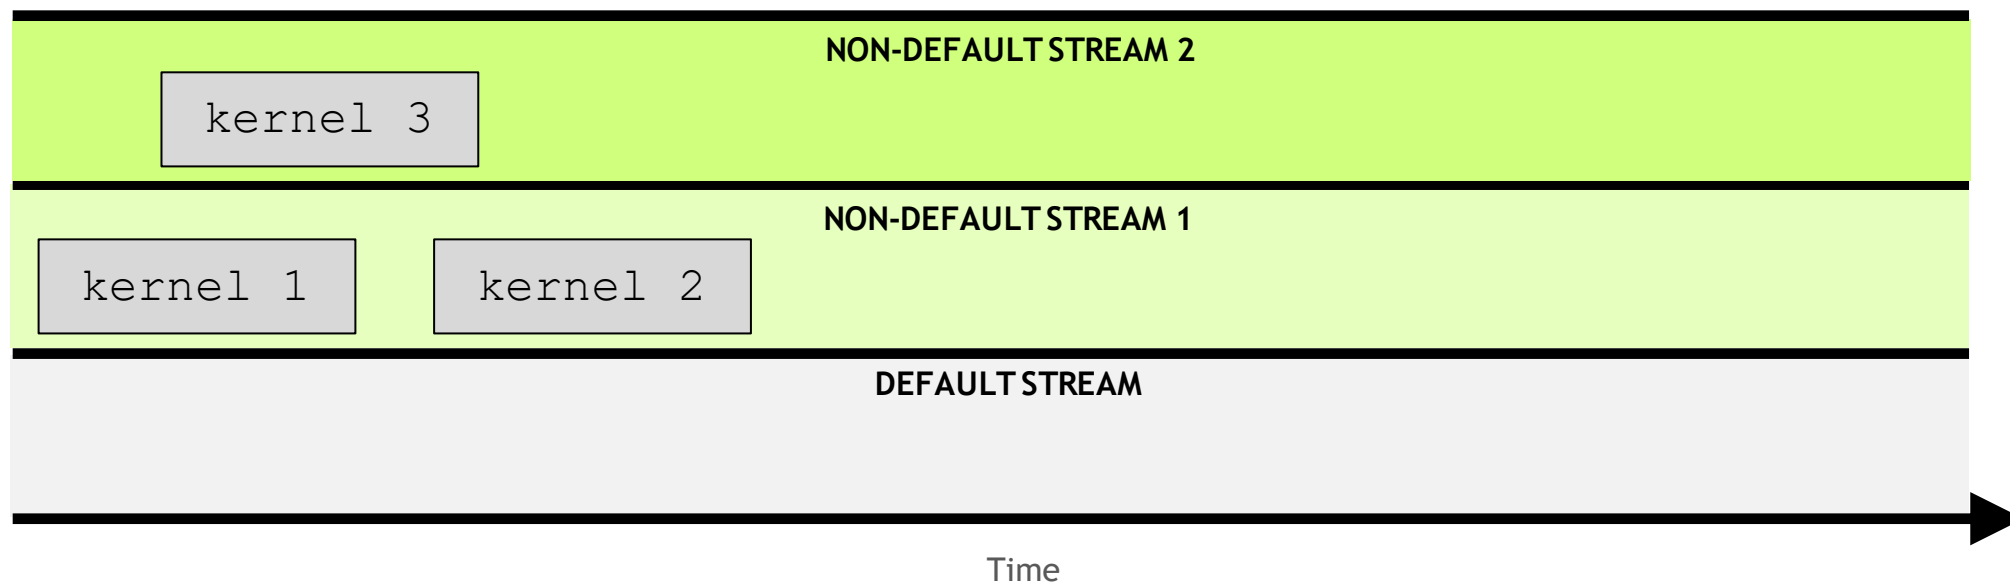 NON-DEFAULT STREAM 2
kernel 3
NON-DEFAULT STREAM 1
kernel 1 kernel 2
DEFAULT STREAM
Time